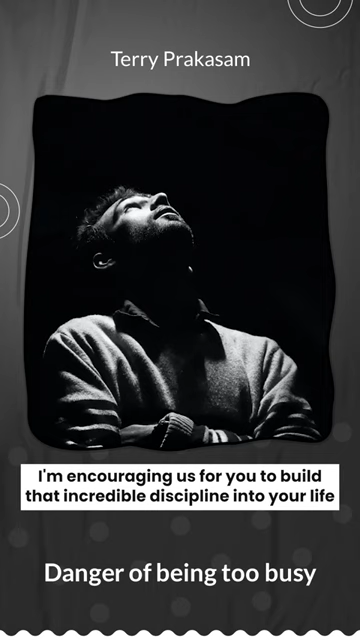 Terry Prakasam
I'm encouraging us for you to build
that incredible discipline into your life
Danger of being too busy